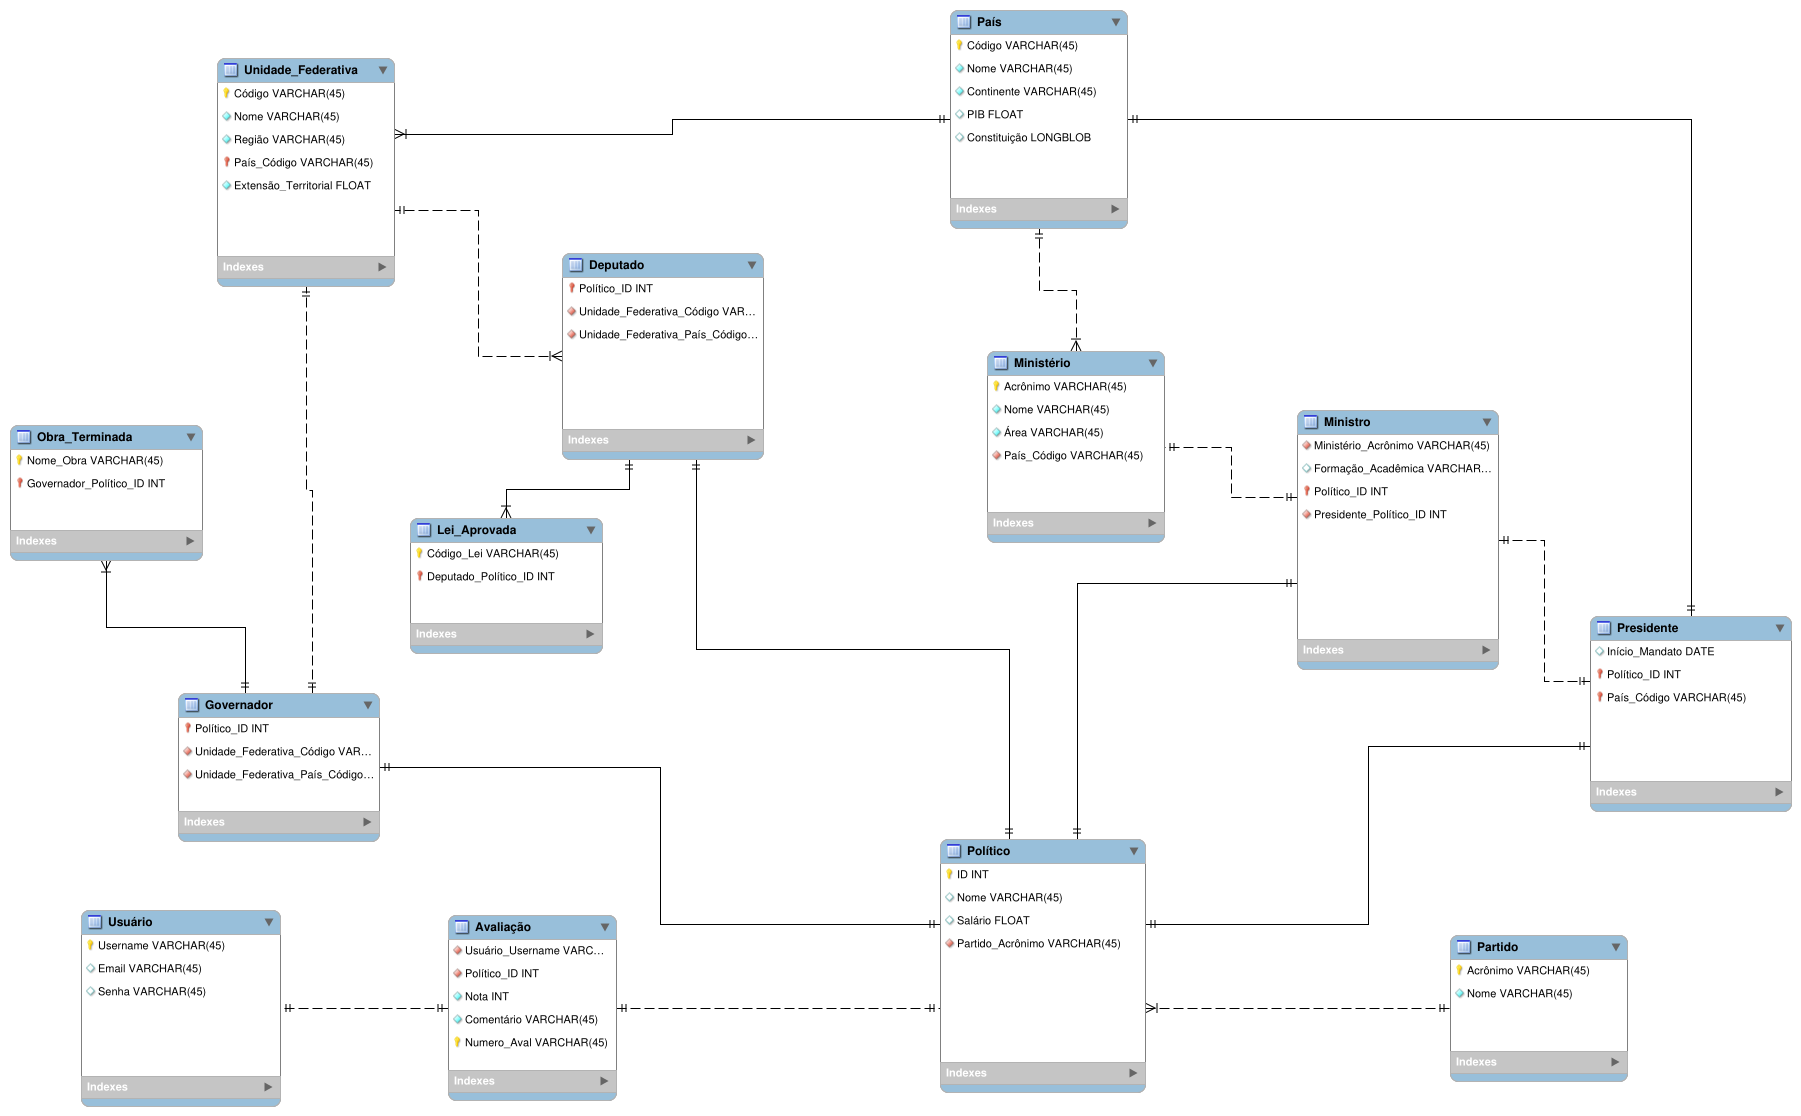 País
Código VARCHAR(45)
Nome VARCHAR(45)
Continente VARCHAR(45)
PIB FLOAT
Constituição LONGBLOB
Indexes
Unidade_Federativa
Código VARCHAR(45)
Nome VARCHAR(45)
Região VARCHAR(45)
País_Código VARCHAR(45)
Extensão_Territorial FLOAT
Indexes
Deputado
Político_ID INT
Unidade_Federativa_Código VAR...
Unidade_Federativa_País_Código...
Indexes
Ministério
Acrônimo VARCHAR(45)
Nome VARCHAR(45)
Área VARCHAR(45)
País_Código VARCHAR(45)
Indexes
Ministro
Ministério_Acrônimo VARCHAR(45)
Formação_Acadêmica VARCHAR...
Político_ID INT
Presidente_Político_ID INT
Indexes
Obra_Terminada
Nome_Obra VARCHAR(45)
Governador_Político_ID INT
Indexes
Lei_Aprovada
Código_Lei VARCHAR(45)
Deputado_Político_ID INT
Indexes
Presidente
Início_Mandato DATE
Político_ID INT
País_Código VARCHAR(45)
Indexes
Governador
Político_ID INT
Unidade_Federativa_Código VAR...
Unidade_Federativa_País_Código...
Indexes
Político
ID INT
Nome VARCHAR(45)
Salário FLOAT
Partido_Acrônimo VARCHAR(45)
Indexes
Usuário
Username VARCHAR(45)
Email VARCHAR(45)
Senha VARCHAR(45)
Indexes
Avaliação
Usuário_Username VARC...
Político_ID INT
Nota INT
Comentário VARCHAR(45)
Numero_Aval VARCHAR(45)
Indexes
Partido
Acrônimo VARCHAR(45)
Nome VARCHAR(45)
Indexes